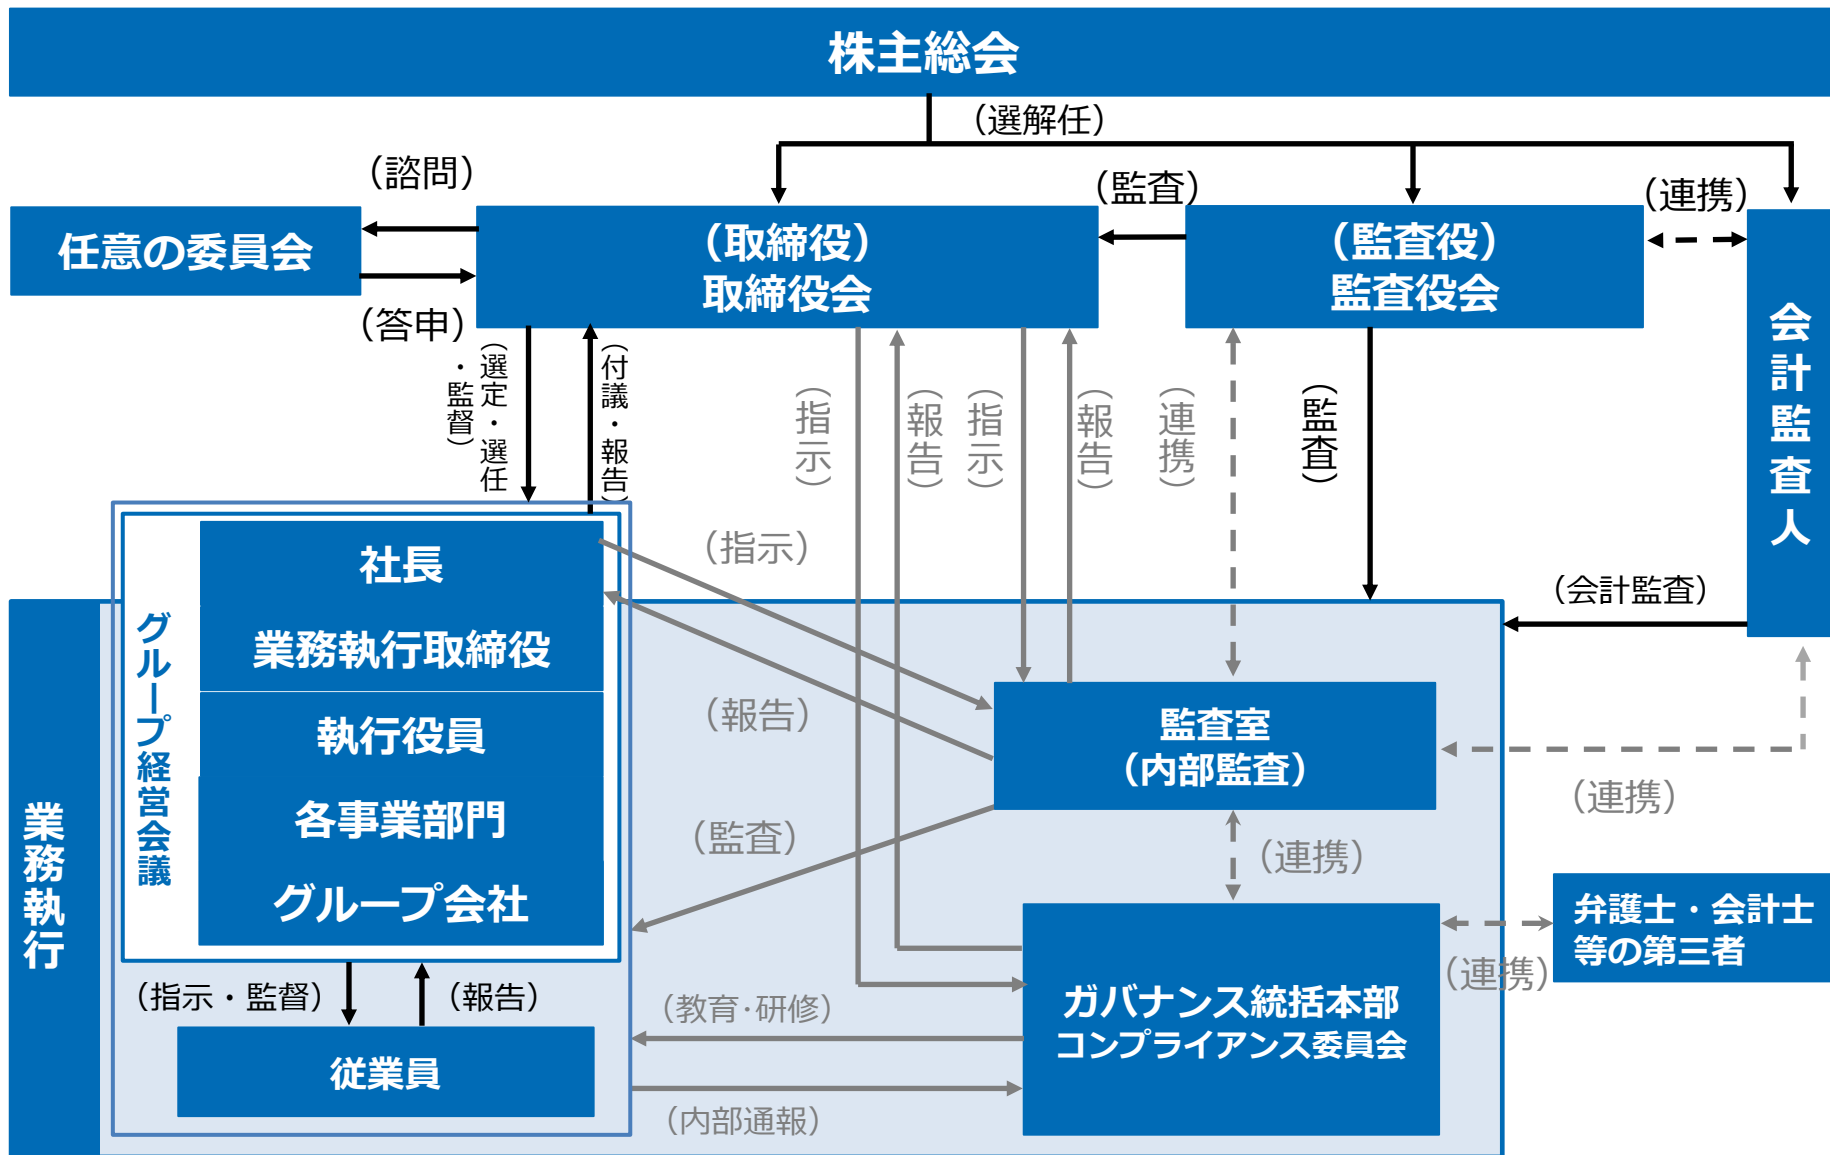 株主総会
（選解任）
（諮問）
（監査）
（連携）
任意の委員会
（取締役）
取締役会
（監査役）
監査役会
会計監査人
（答申）
（選定・選任
・監督）
（付議・報告）
（指示）
（報告）
（指示）
（報告）
（連携）
（監査）
（指示）
（会計監査）
業務執行
グループ経営会議
社長
業務執行取締役
執行役員
各事業部門
グループ会社
（報告）
監査室
（内部監査）
（連携）
（監査）
（連携）
弁護士・会計士
等の第三者
（連携）
（指示・監督）
（報告）
（教育･研修）
ガバナンス統括本部
コンプライアンス委員会
従業員
（内部通報）